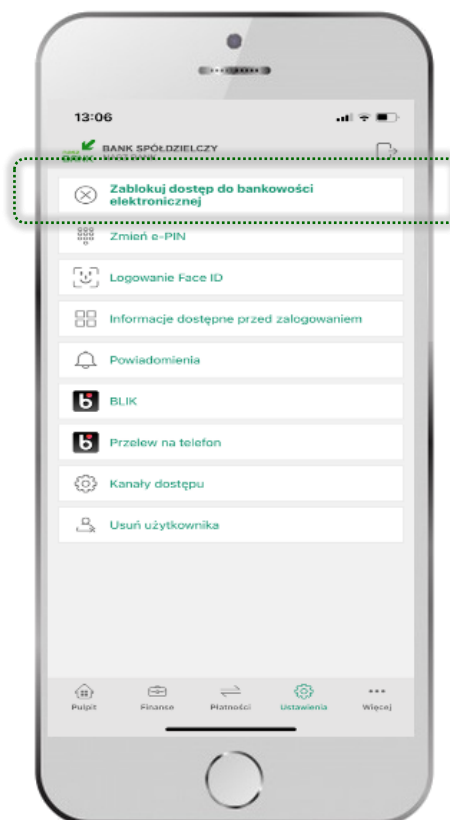 13:06
BANK SPÓŁDZIELCZY
BANK
Zablokuj dostęp do bankowości
elektronicznej
Zmień e-PIN
Logowanie Face ID
Informacje dostępne przed zalogowaniem
Powiadomienia
BLIK
Przelew na telefon
Kanały dostępu
Usuń użytkownika
Pulpit
Finanse
Płatności
Ustawienia
Więcej